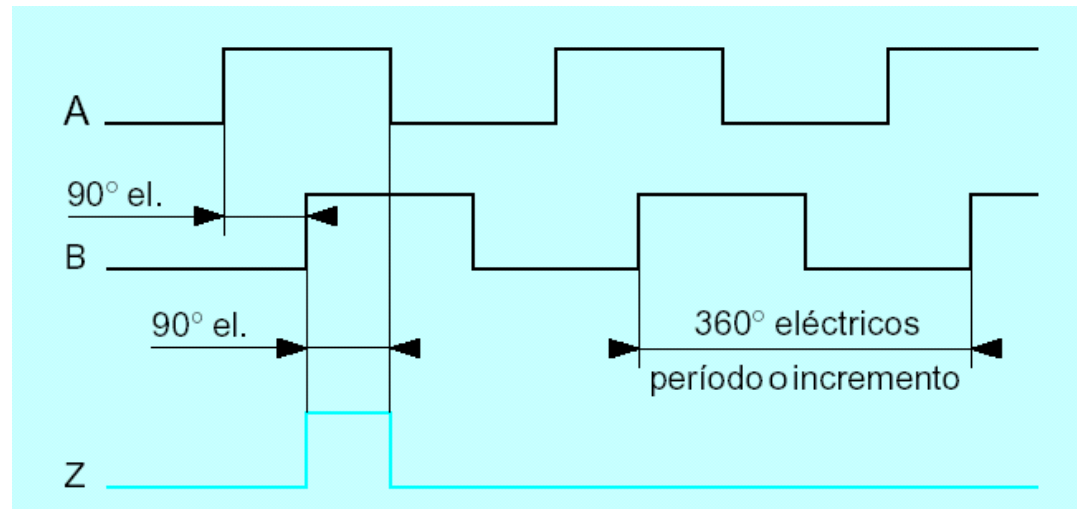 A
90° el.
B
90° el.
360° eléctricos
período o incremento
Z